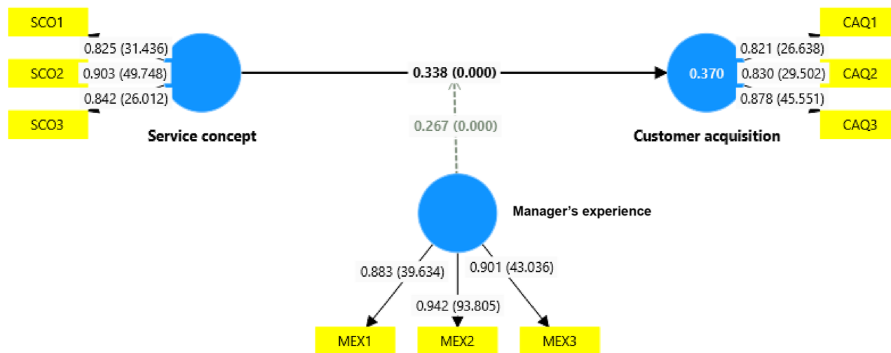 SCO1
CAQ1
0.825 (31.436)
0.821 (26.638)
SCO2
0.903 (49.748)
0.338 (0.000)
0.370
0.830 (29.502)
CAQ2
0.842 (26.012)
0.878 (45.551)
SCO3
0.267 (0.000)
CAQ3
Service concept
Customer acquisition
Manager's experience
0.883 (39.634)
0.901 (43.036)
0.942 (93.805)
MEX1
MEX2
MEX3